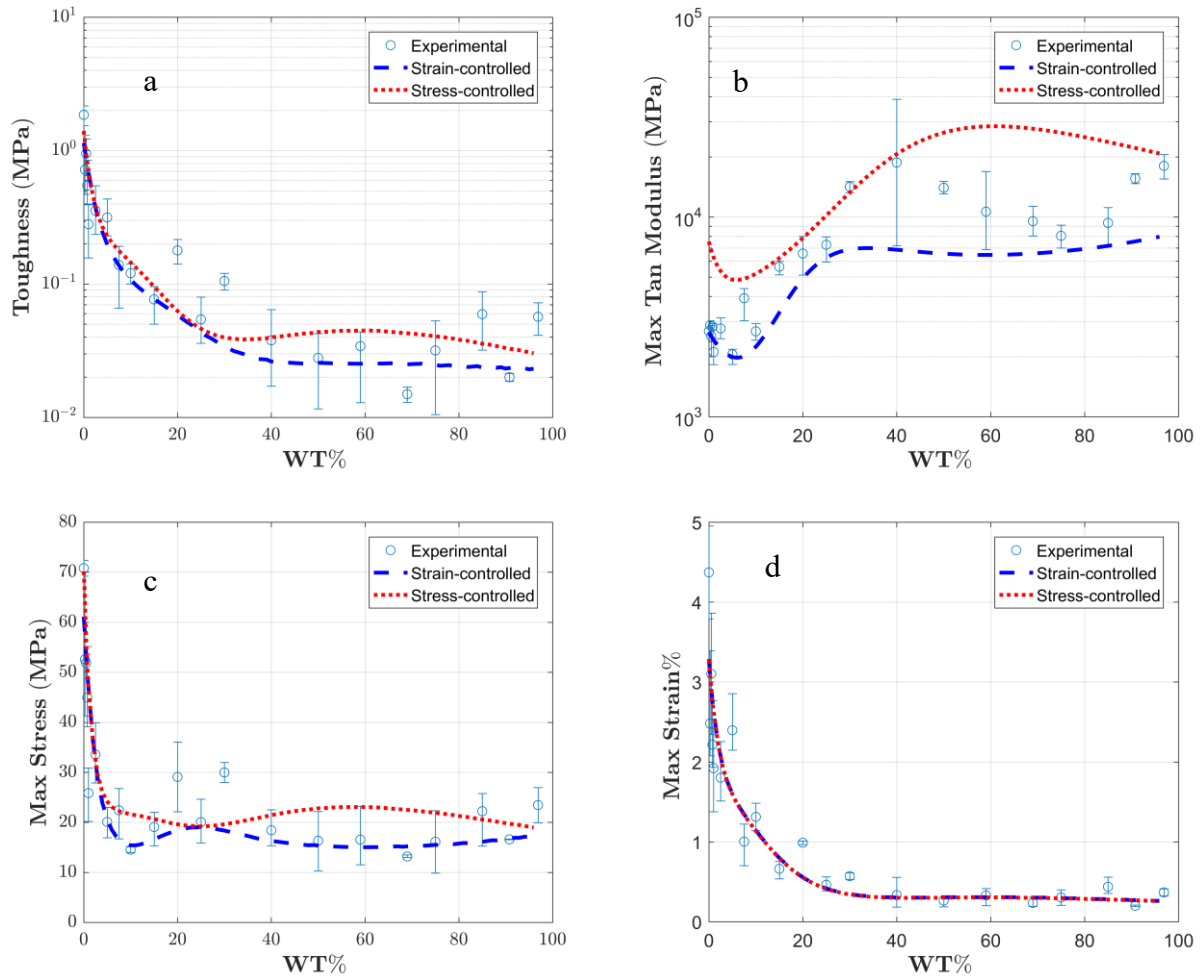 10^1
10^0
10^-1
10^-2
Toughness (MPa)
a
Experimental
Strain-controlled
Stress-controlled
0 20 40 60 80 100
WT%
10^5
10^4
10^3
Max Tan Modulus (MPa)
b
Experimental
Strain-controlled
Stress-controlled
0 20 40 60 80 100
WT%
80
70
60
50
40
30
20
10
0
Max Stress (MPa)
c
Experimental
Strain-controlled
Stress-controlled
0 20 40 60 80 100
WT%
5
4
3
2
1
0
Max Strain%
d
Experimental
Strain-controlled
Stress-controlled
0 20 40 60 80 100
WT%